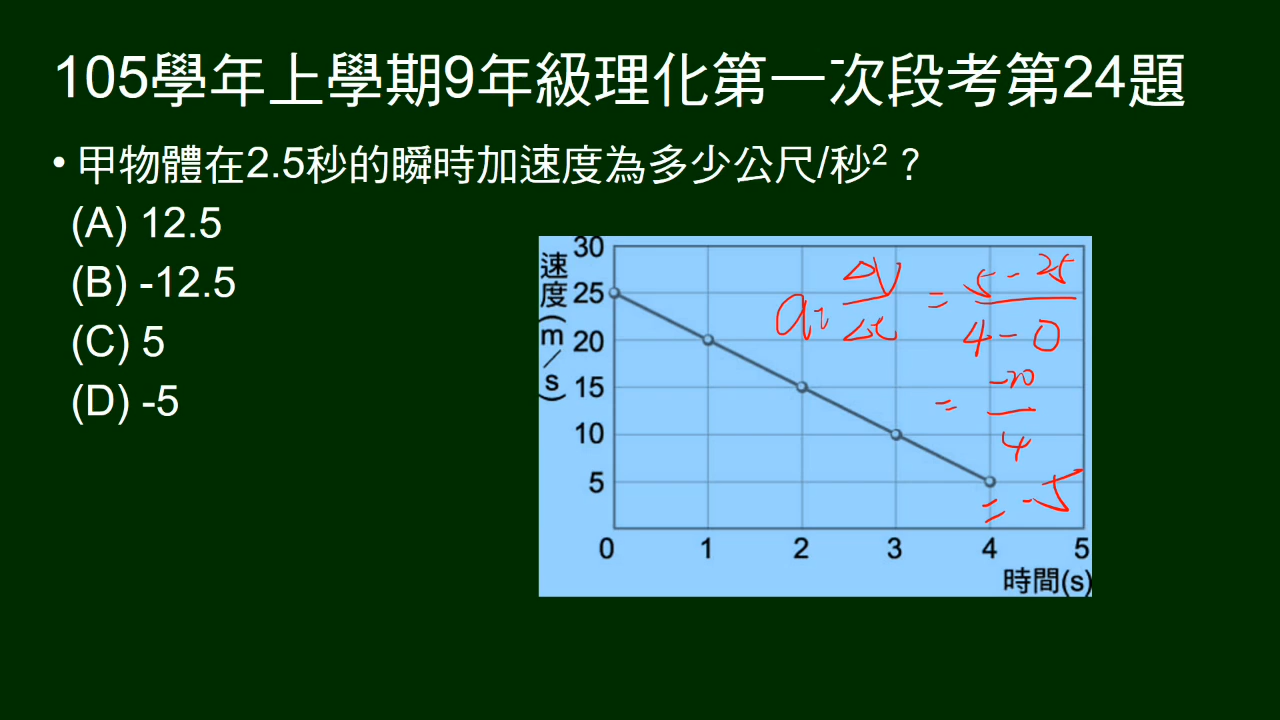 105學年上學期9年級理化第一次段考第24題
• 甲物體在2.5秒的瞬時加速度為多少公尺/秒²？
(A) 12.5
(B) -12.5
(C) 5
(D) -5
速度(m/s)
30
25
20
15
10
5
0 1 2 3 4 5
時間(s)
a = Δv/Δt = 5-25/4-0
= -20/4
= -5